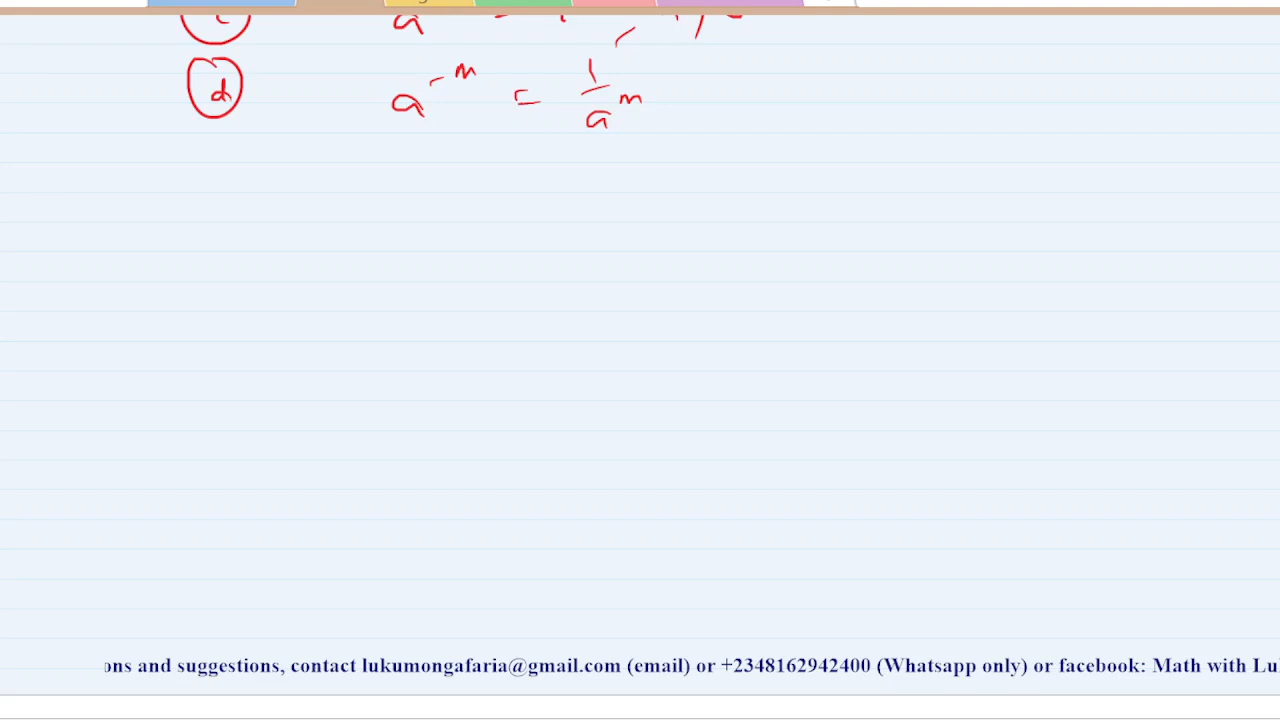 d a^-m = 1/a^m
ons and suggestions, contact lukumongafaria@gmail.com (email) or +2348162942400 (Whatsapp only) or facebook: Math with Lu